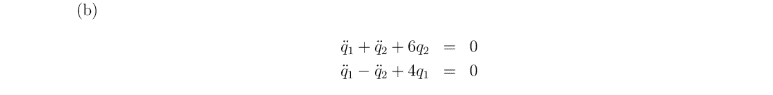 (b)
q̈₁ + q̈₂ + 6q₂ = 0
q̈₁ − q̈₂ + 4q₁ = 0